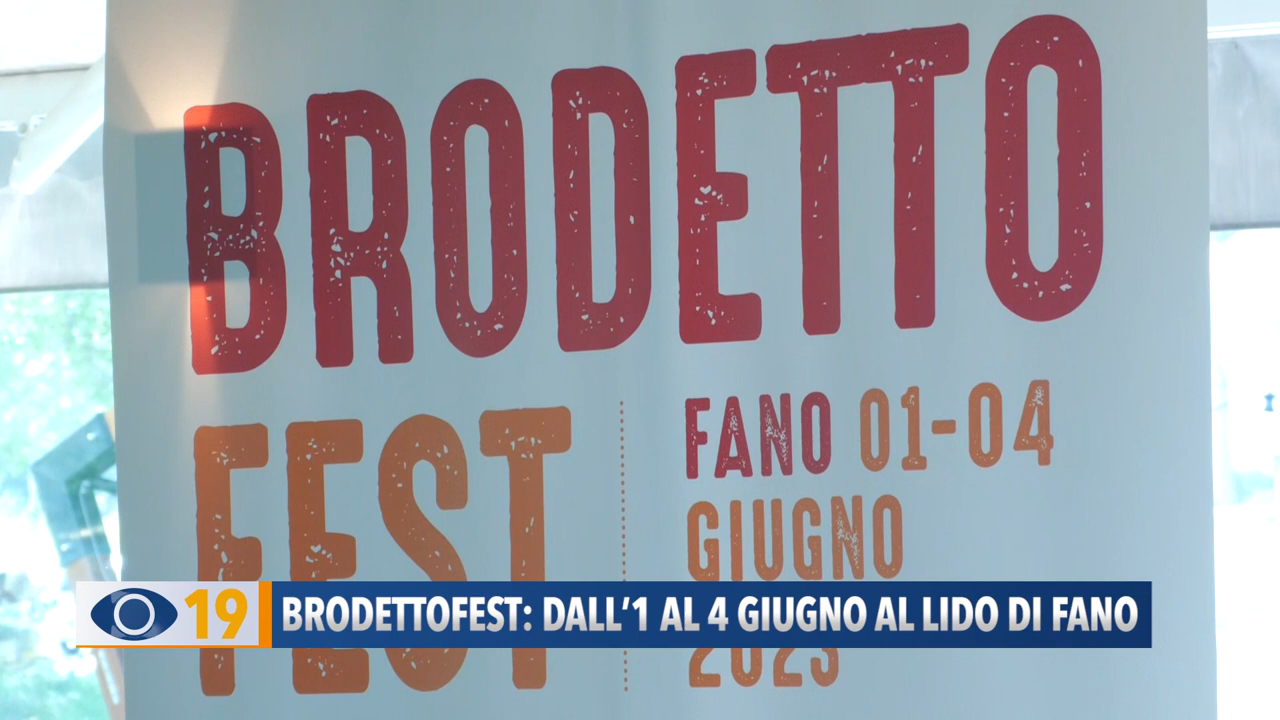 BRODETTO
FEST
FANO 01-04
GIUGNO
2023
19
BRODETTOFEST: DALL'1 AL 4 GIUGNO AL LIDO DI FANO